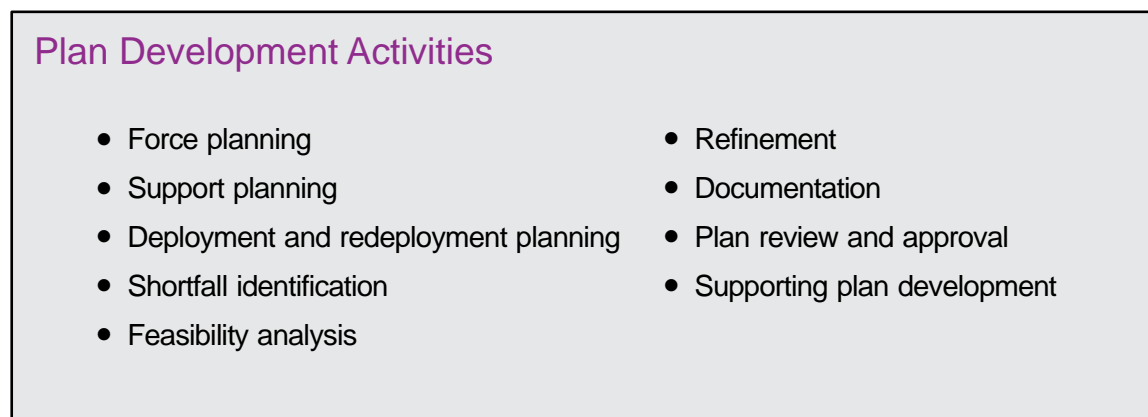 Plan Development Activities
• Force planning
• Support planning
• Deployment and redeployment planning
• Shortfall identification
• Feasibility analysis
• Refinement
• Documentation
• Plan review and approval
• Supporting plan development